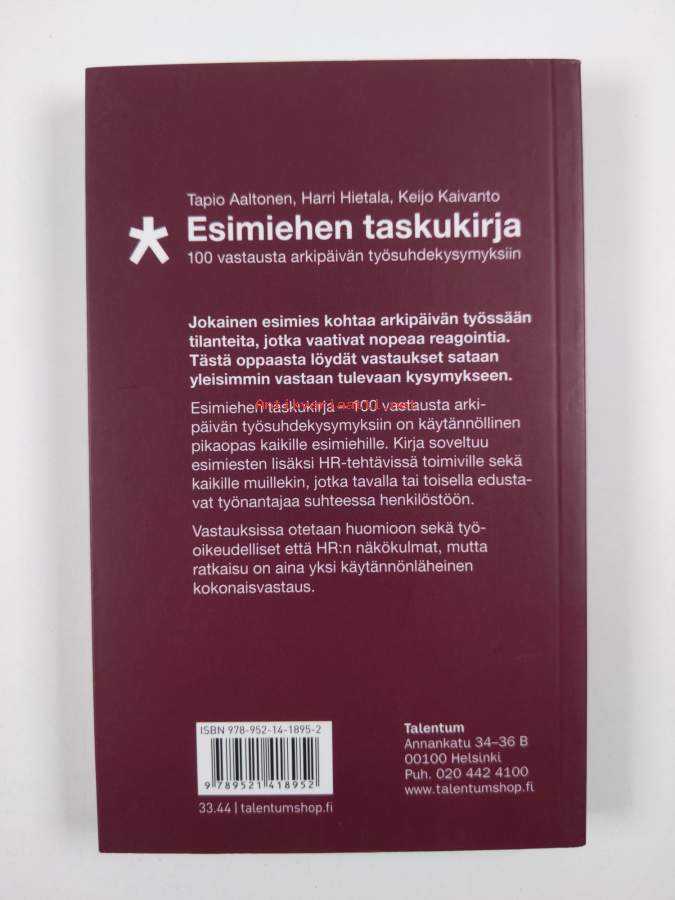 Tapio Aaltonen, Harri Hietala, Keijo Kaivanto
* Esimiehen taskukirja
100 vastausta arkipäivän työsuhdekysymyksiin
Jokainen esimies kohtaa arkipäivän työssään
tilanteita, jotka vaativat nopeaa reagointia.
Tästä oppaasta löydät vastaukset sataan
yleisimmin vastaan tulevaan kysymykseen.
Esimiehen taskukirja – 100 vastausta arki-
Antikvariaatti.net
päivän työsuhdekysymyksiin on käytännöllinen
pikaopas kaikille esimiehille. Kirja soveltuu
esimiesten lisäksi HR-tehtävissä toimiville sekä
kaikille muillekin, jotka tavalla tai toisella edusta-
vat työnantajaa suhteessa henkilöstöön.
Vastauksissa otetaan huomioon sekä työ-
oikeudelliset että HR:n näkökulmat, mutta
ratkaisu on aina yksi käytännönläheinen
kokonaisvastaus.
ISBN 978-952-14-1895-2
9 789521 418952
33.44 | talentumshop.fi
Talentum
Annankatu 34–36 B
00100 Helsinki
Puh. 020 442 4100
www.talentumshop.fi